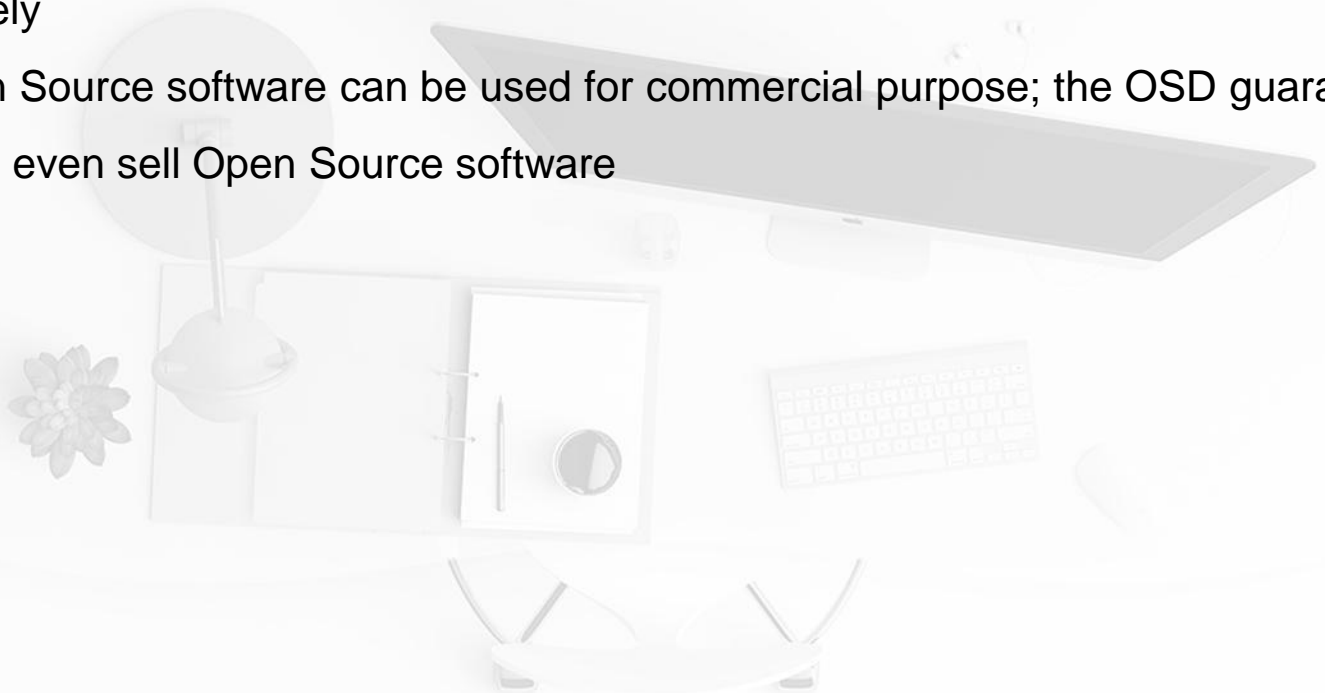 ely
n Source software can be used for commercial purpose; the OSD guara
even sell Open Source software